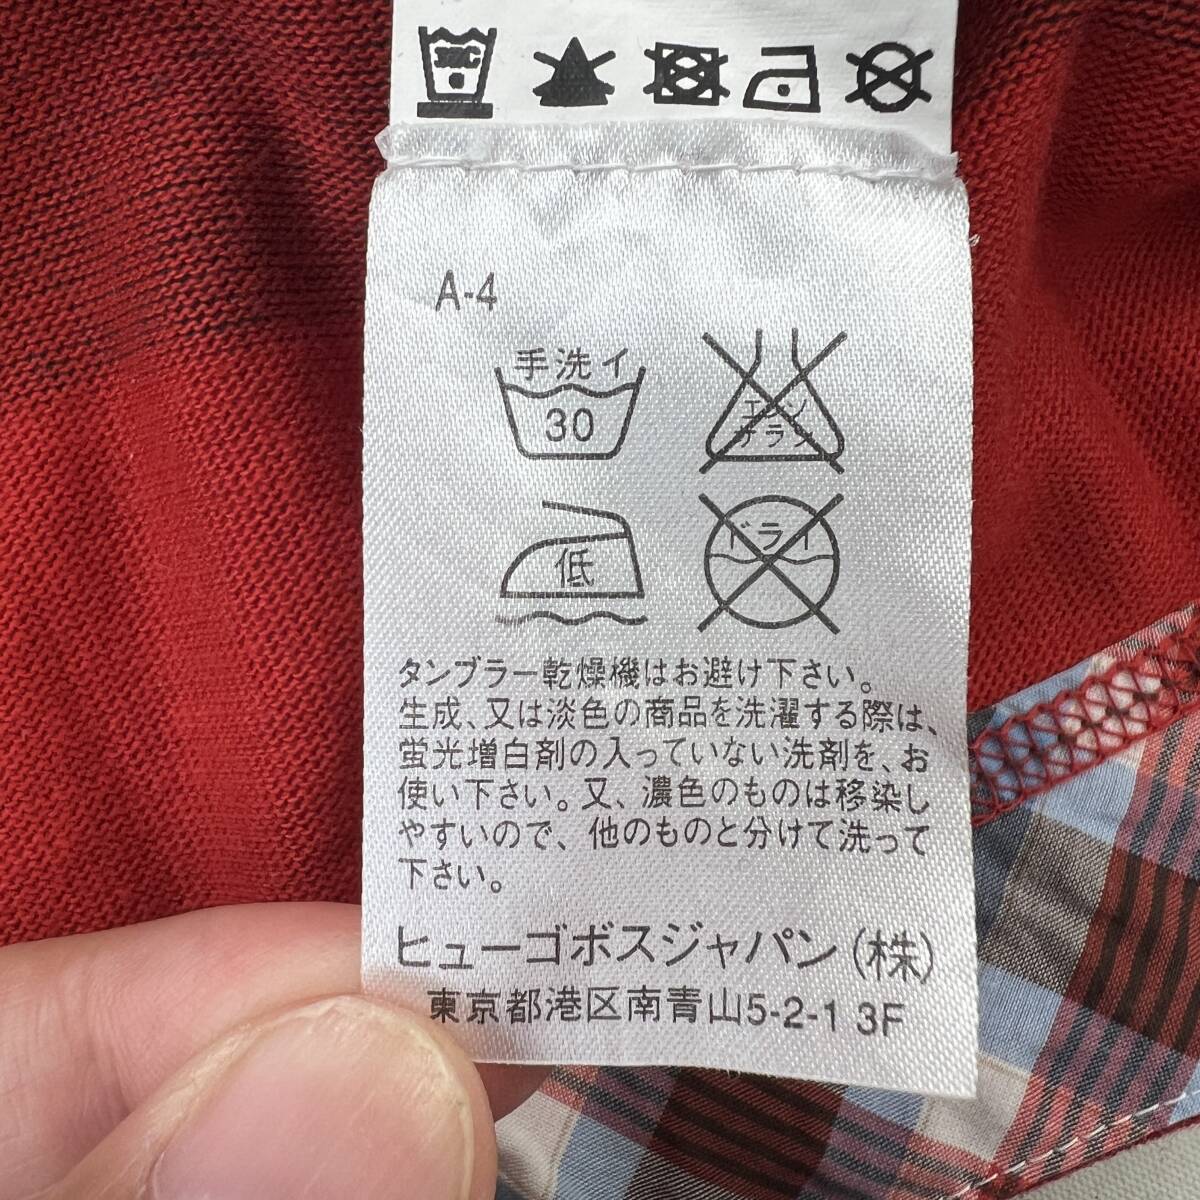 30°C
A-4
手洗イ
30
エンソ
ナラシ
低
ドライ
タンブラー乾燥機はお避け下さい。
生成、又は淡色の商品を洗濯する際は、
蛍光増白剤の入っていない洗剤を、お
使い下さい。又、濃色のものは移染し
やすいので、他のものと分けて洗って
下さい。
ヒューゴボスジャパン(株)
東京都港区南青山5-2-1 3F